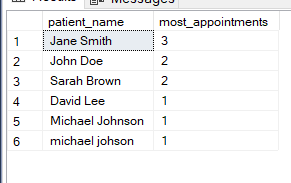 Results Messages
patient_name most_appointments
1 Jane Smith 3
2 John Doe 2
3 Sarah Brown 2
4 David Lee 1
5 Michael Johnson 1
6 michael johson 1